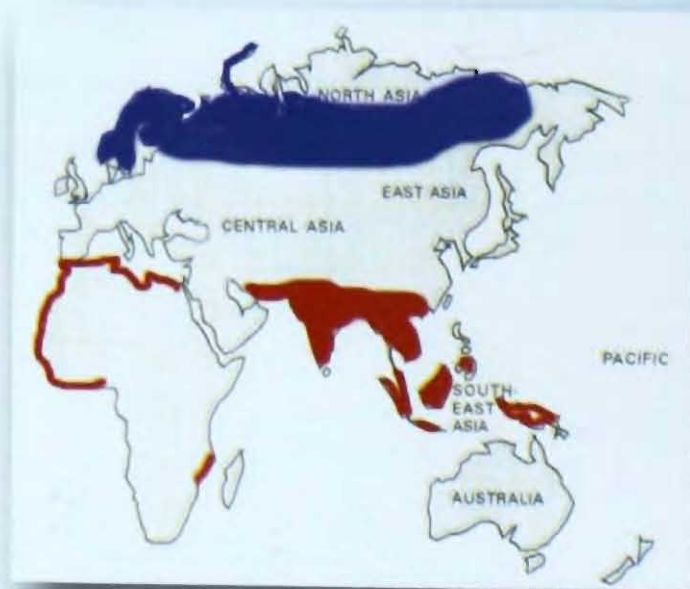 NORTH ASIA
EAST ASIA
CENTRAL ASIA
PACIFIC
SOUTH-
EAST
ASIA
AUSTRALIA